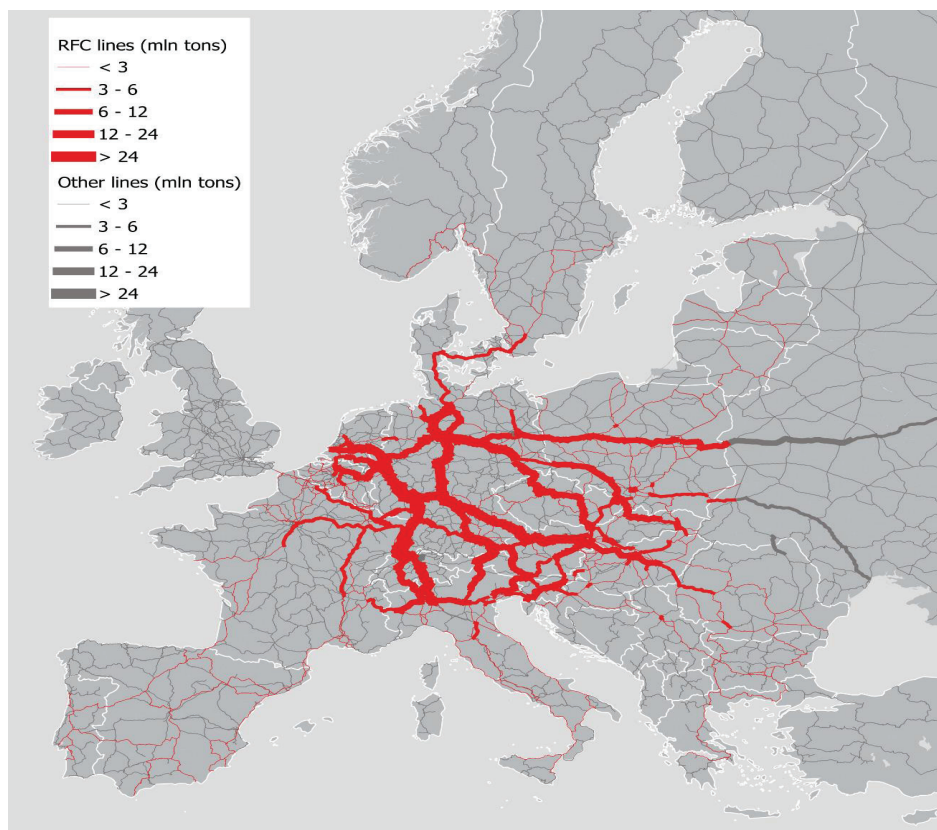 RFC lines (mln tons)
< 3
3 - 6
6 - 12
12 - 24
> 24
Other lines (mln tons)
< 3
3 - 6
6 - 12
12 - 24
> 24